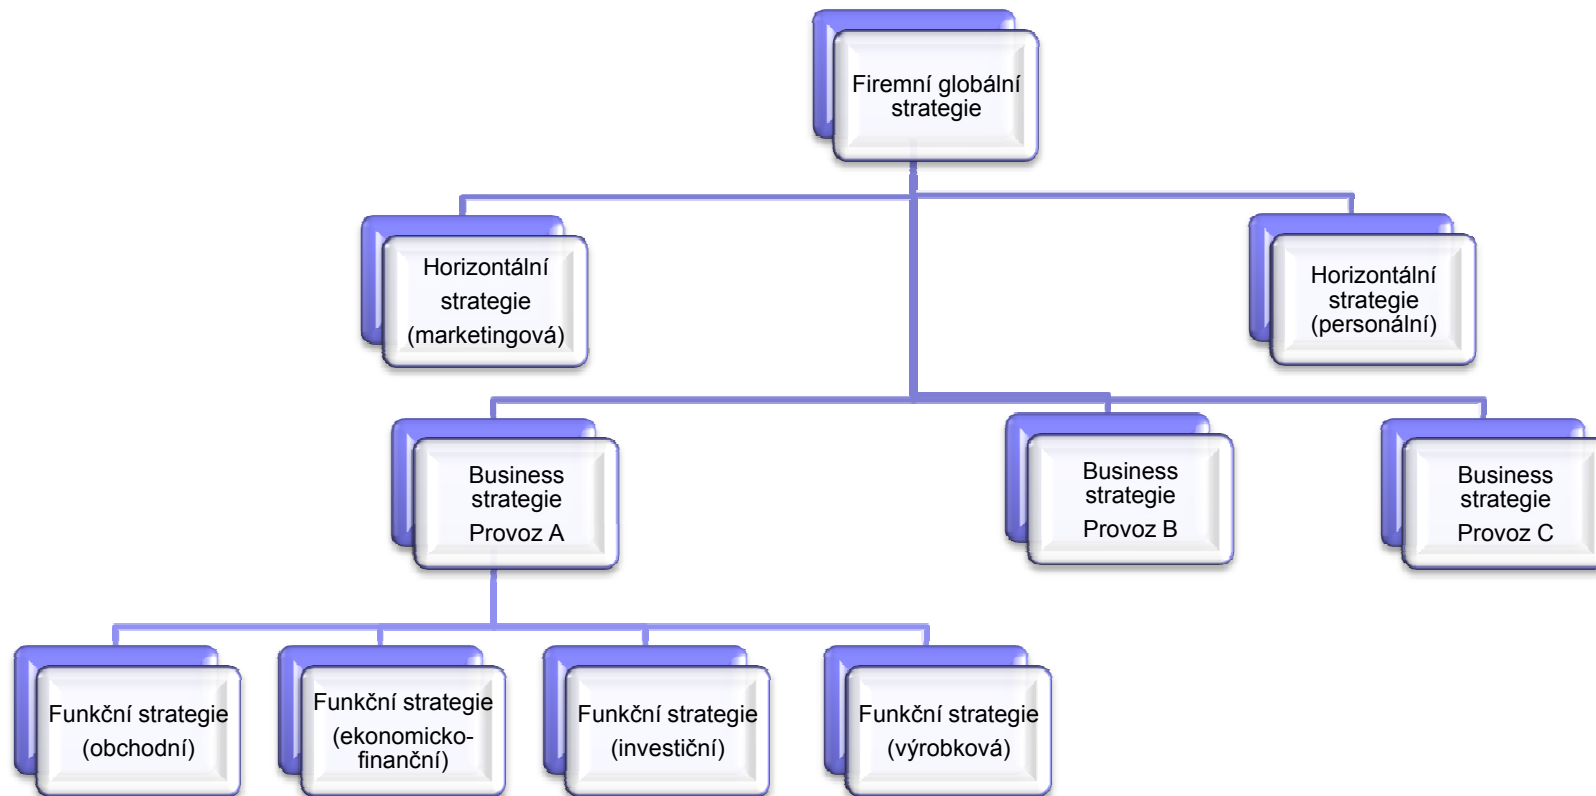 Firemní globální
strategie
Horizontální
strategie
(marketingová)
Horizontální
strategie
(personální)
Business
strategie
Provoz A
Business
strategie
Provoz B
Business
strategie
Provoz C
Funkční strategie
(obchodní)
Funkční strategie
(ekonomicko-
finanční)
Funkční strategie
(investiční)
Funkční strategie
(výrobková)